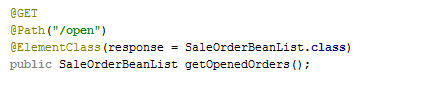 @GET
@Path("/open")
@ElementClass(response = SaleOrderBeanList.class)
public SaleOrderBeanList getOpenedOrders();